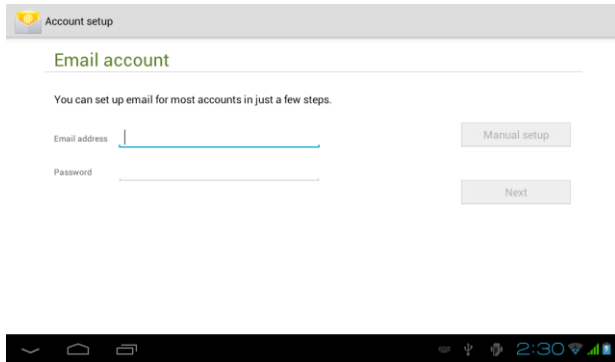 Account setup
Email account
You can set up email for most accounts in just a few steps.
Email address
Manual setup
Password
Next
2:30